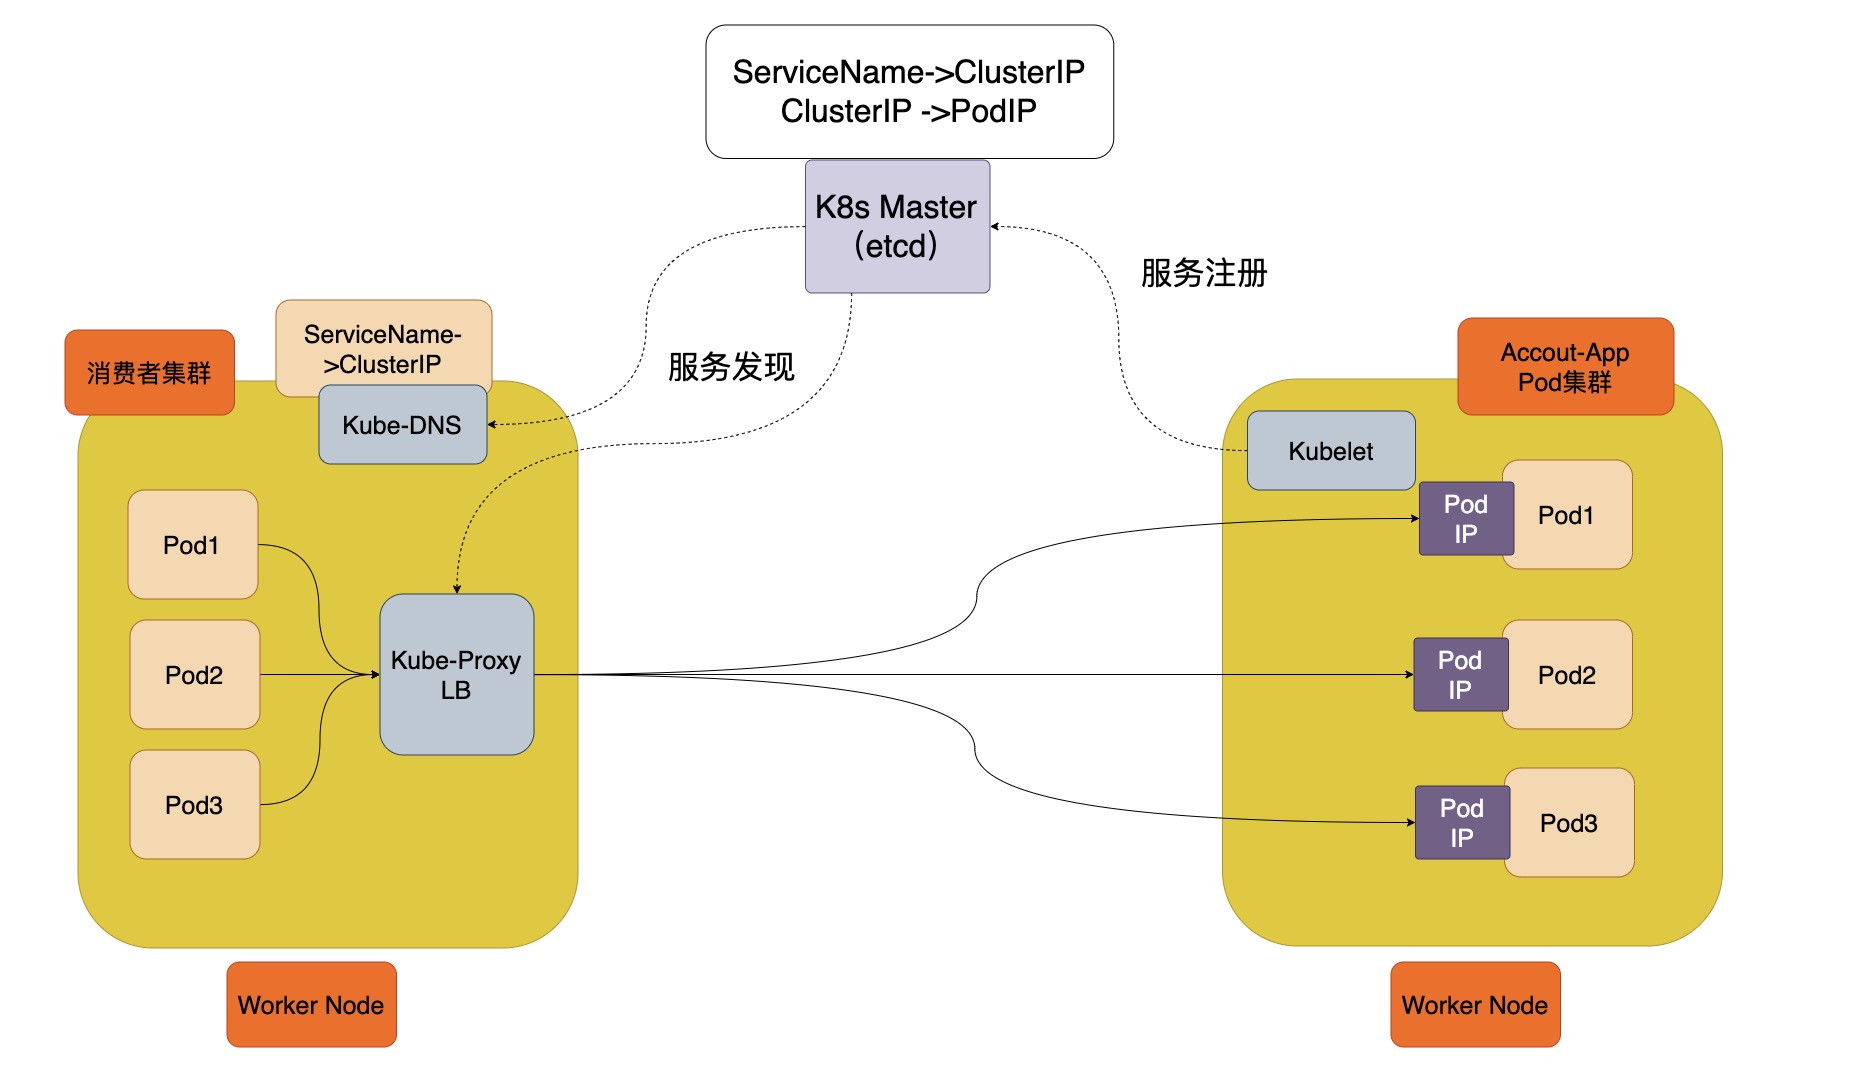 ServiceName->ClusterIP
ClusterIP ->PodIP
K8s Master
（etcd）
服务注册
服务发现
消费者集群
ServiceName-
>ClusterIP
Kube-DNS
Pod1
Pod2
Pod3
Kube-Proxy
LB
Worker Node
Accout-App
Pod集群
Kubelet
Pod
IP
Pod1
Pod
IP
Pod2
Pod
IP
Pod3
Worker Node